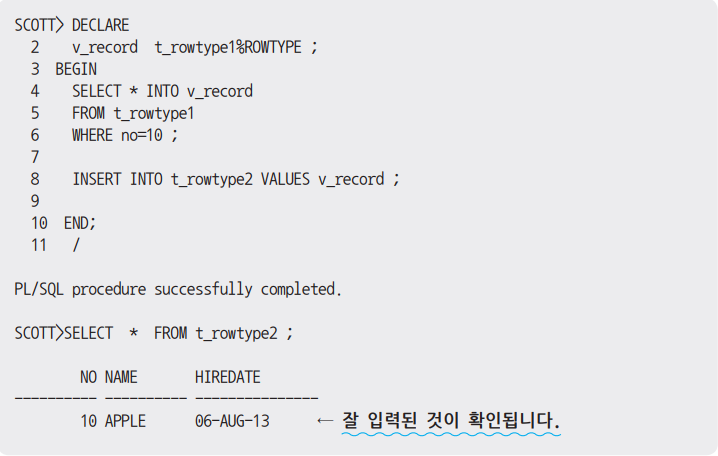 SCOTT> DECLARE
2 v_record t_rowtype1%ROWTYPE ;
3 BEGIN
4 SELECT * INTO v_record
5 FROM t_rowtype1
6 WHERE no=10 ;
7
8 INSERT INTO t_rowtype2 VALUES v_record ;
9
10 END;
11 /
PL/SQL procedure successfully completed.
SCOTT>SELECT * FROM t_rowtype2 ;
NO NAME HIREDATE
---------- ---------- ---------------
10 APPLE 06-AUG-13 ← 잘 입력된 것이 확인됩니다.